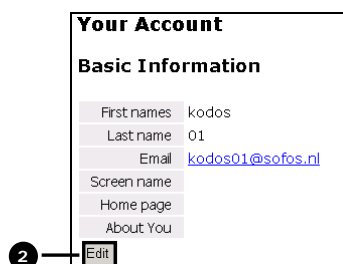 Your Account
Basic Information
First names kodos
Last name 01
Email kodos01@sofos.nl
Screen name
Home page
About You
2 Edit